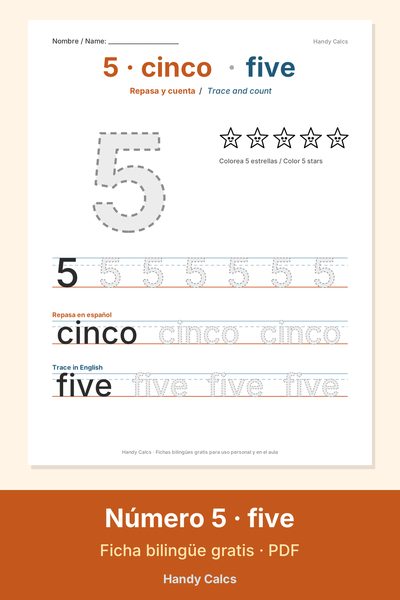 Nombre / Name: ____________________
Handy Calcs
5 · cinco · five
Repasa y cuenta / Trace and count
5
Colorea 5 estrellas / Color 5 stars
5 5 5 5 5 5 5
Repasa en español
cinco cinco cinco
Trace in English
five five five five
Handy Calcs · Fichas bilingües gratis para uso personal y en el aula
Número 5 · five
Ficha bilingüe gratis · PDF
Handy Calcs